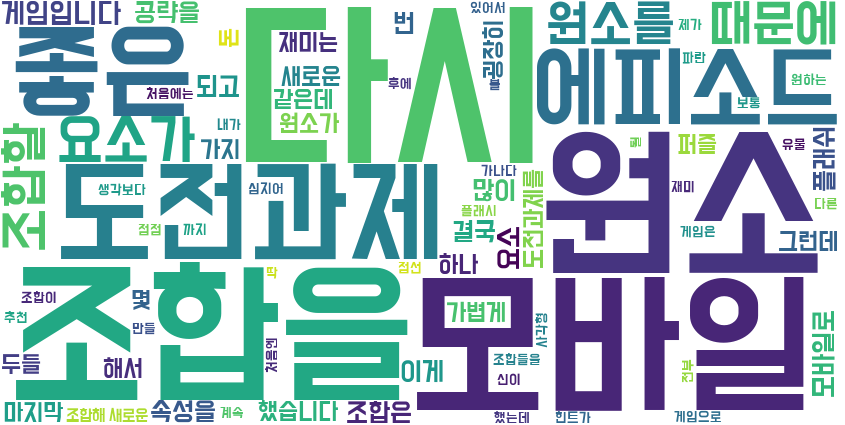 게임입니다 공략을 되 타시 번 있어서 원소를 제가 때문에
좋은 재미는 굉장히 파란
처음에는 되고 새로운 후에 볼 에피소드 원하는
같은데 보통
조합할 요소가 내가 원소가
가지 퍼즐 유물 플래쉬
도전과제 가나다 원소
생각보다 심지어 많이 재미 다른
플래시 도전과제를
점점 까지 결국 요소 게임은 그런데
조합을 딱 점선 하나 모바일
조합이 몇 가볍게
추천 만들 사각형 모바일로
두들 해서 처음엔 이게 조합들을 전과
신이
마지막 조합해 새로운 속성을 계속 했습니다 조합은 했는데 힌트가 게임으로